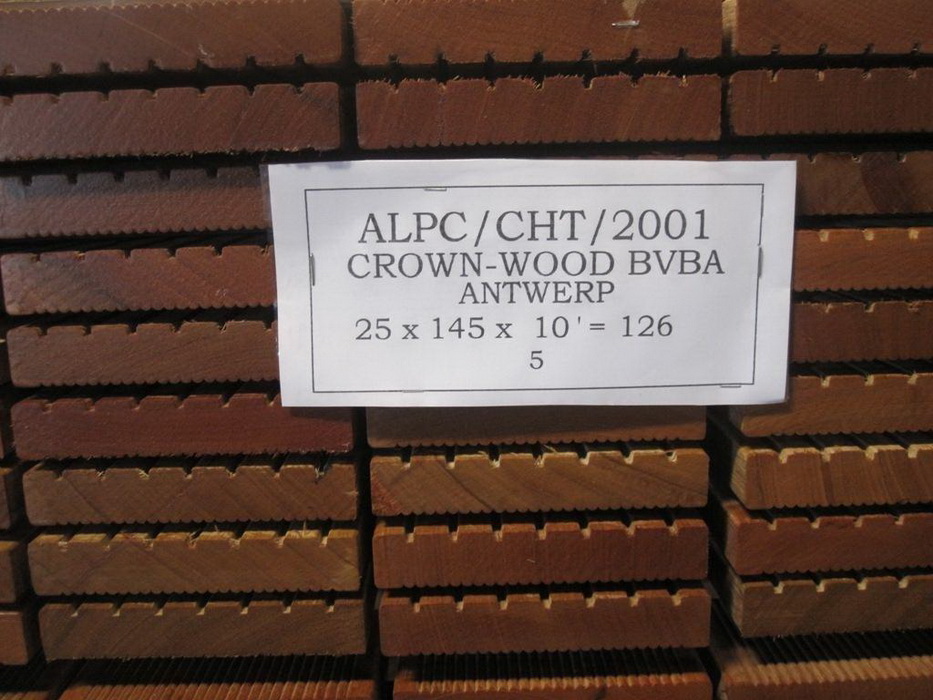 ALPC/CHT/2001
CROWN-WOOD BVBA
ANTWERP
25 x 145 x 10' = 126
5